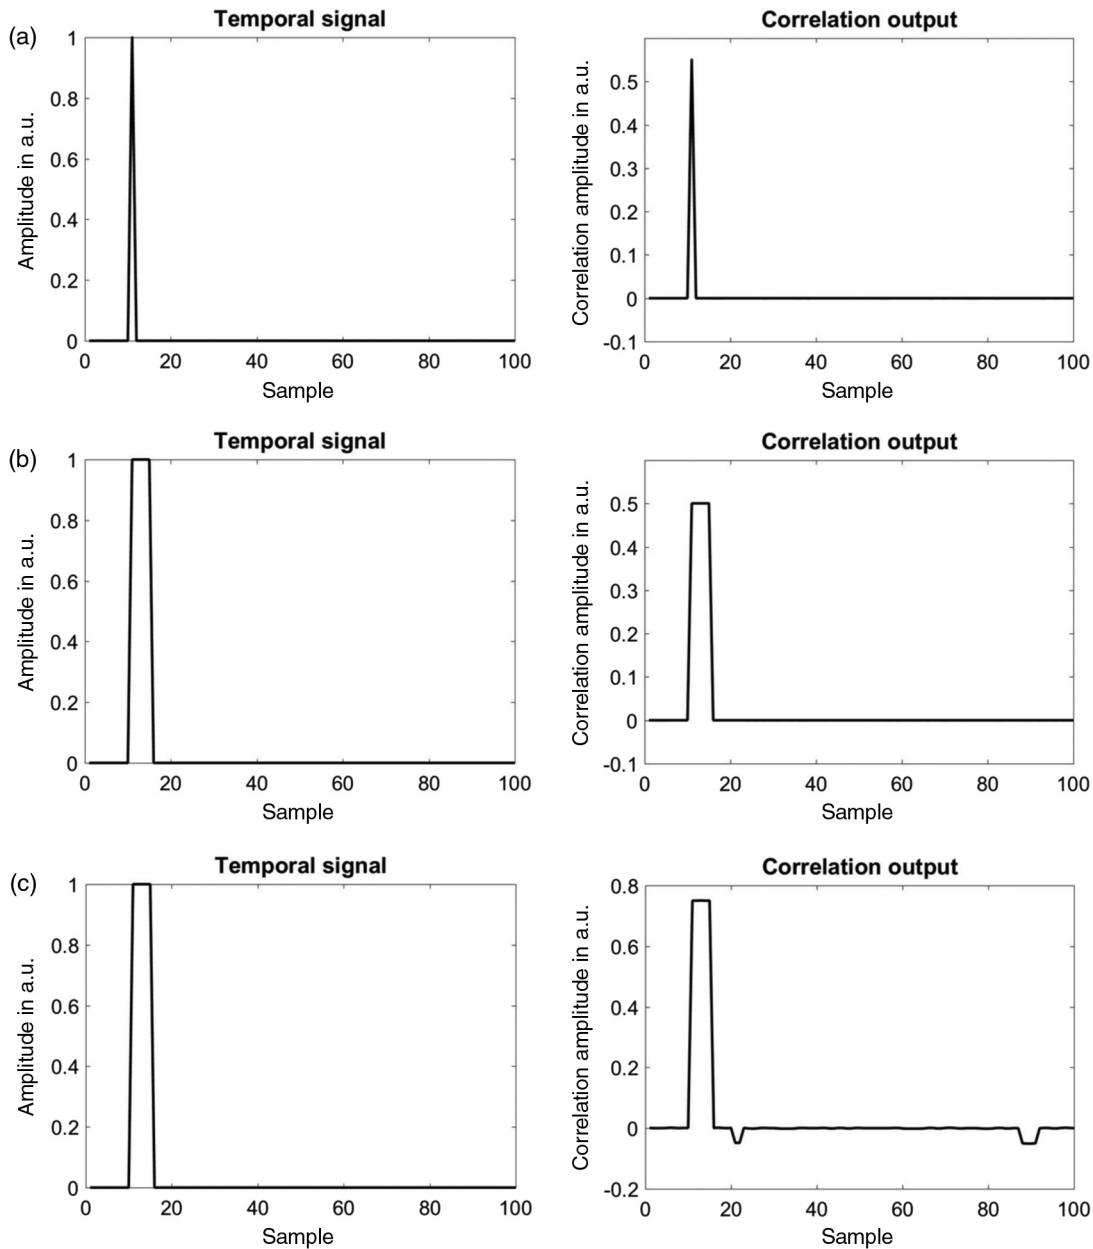 (a)
Temporal signal
Amplitude in a.u.
1
0.8
0.6
0.4
0.2
0
0 20 40 60 80 100
Sample
Correlation output
Correlation amplitude in a.u.
0.5
0.4
0.3
0.2
0.1
0
-0.1
0 20 40 60 80 100
Sample
(b)
Temporal signal
Amplitude in a.u.
1
0.8
0.6
0.4
0.2
0
0 20 40 60 80 100
Sample
Correlation output
Correlation amplitude in a.u.
0.5
0.4
0.3
0.2
0.1
0
-0.1
0 20 40 60 80 100
Sample
(c)
Temporal signal
Amplitude in a.u.
1
0.8
0.6
0.4
0.2
0
0 20 40 60 80 100
Sample
Correlation output
Correlation amplitude in a.u.
0.8
0.6
0.4
0.2
0
-0.2
0 20 40 60 80 100
Sample